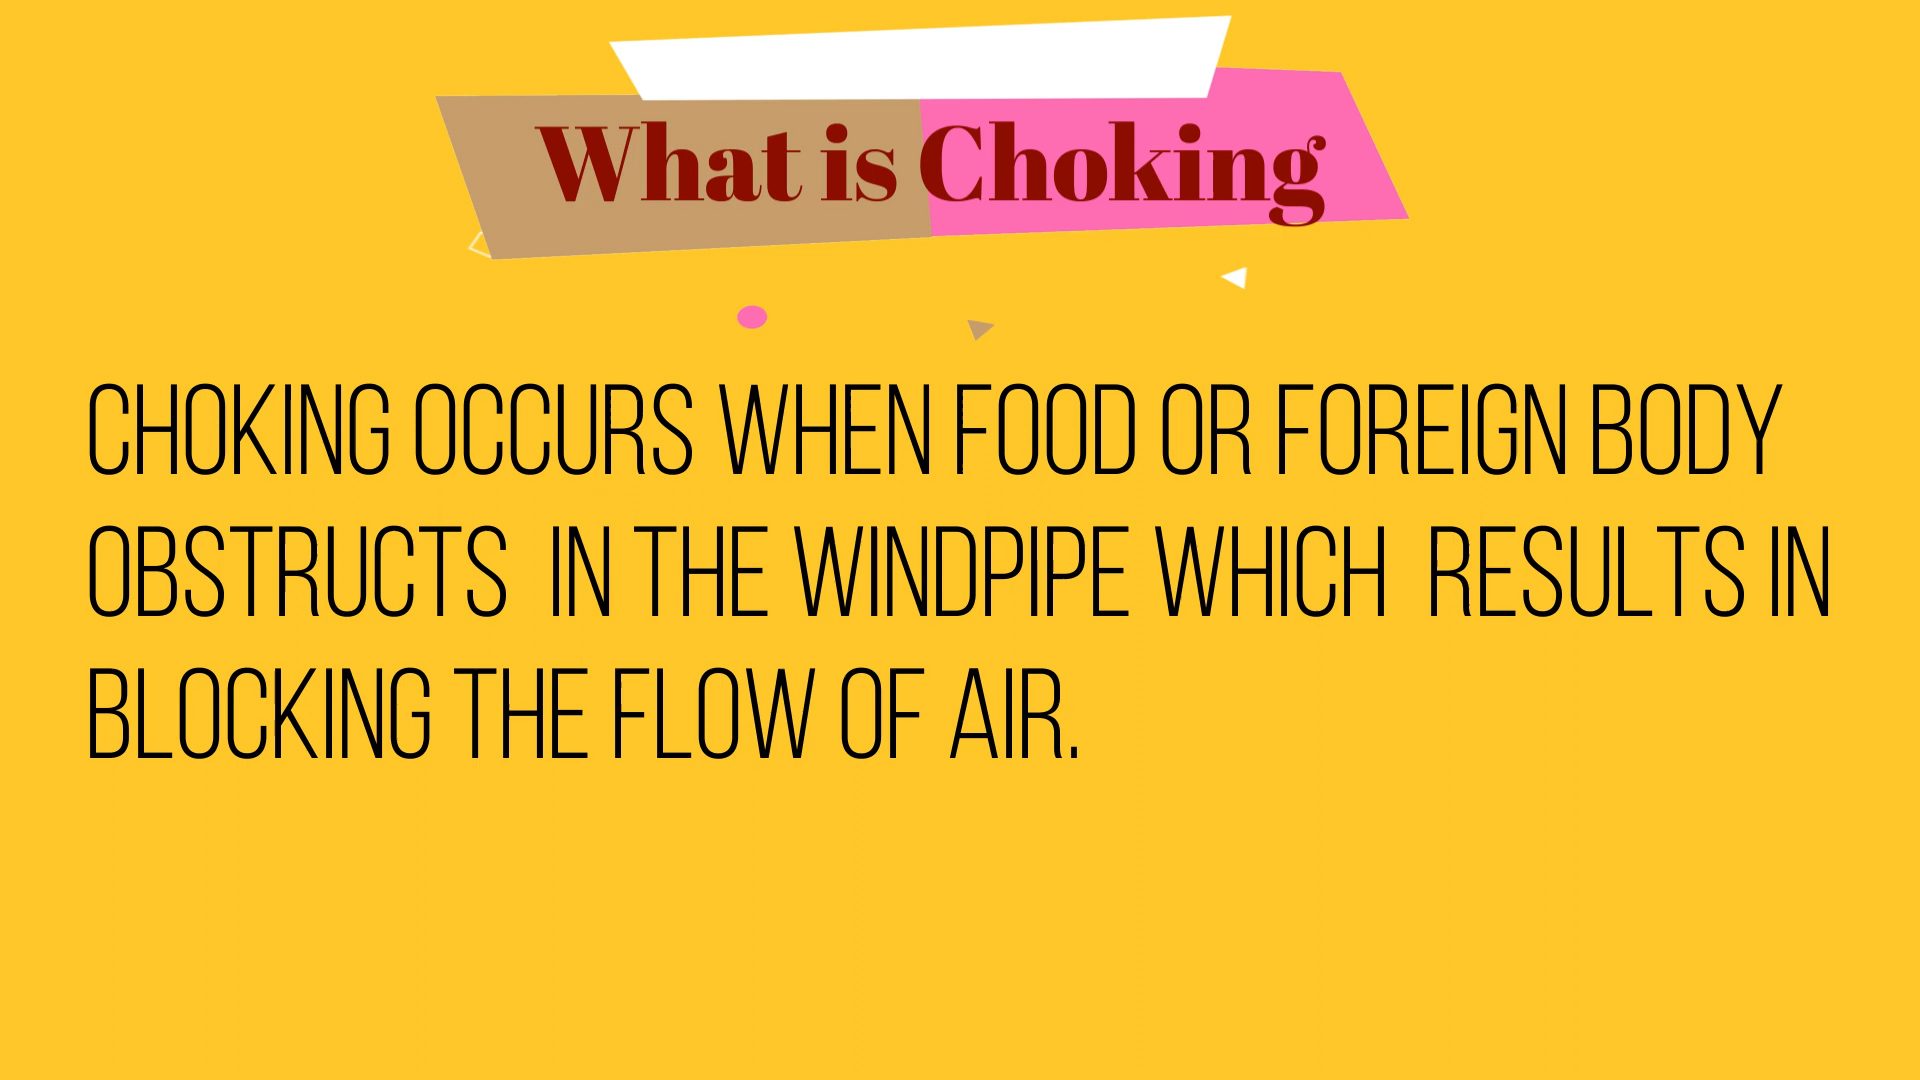 What is Choking
CHOKING OCCURS WHEN FOOD OR FOREIGN BODY
OBSTRUCTS IN THE WINDPIPE WHICH RESULTS IN
BLOCKING THE FLOW OF AIR.